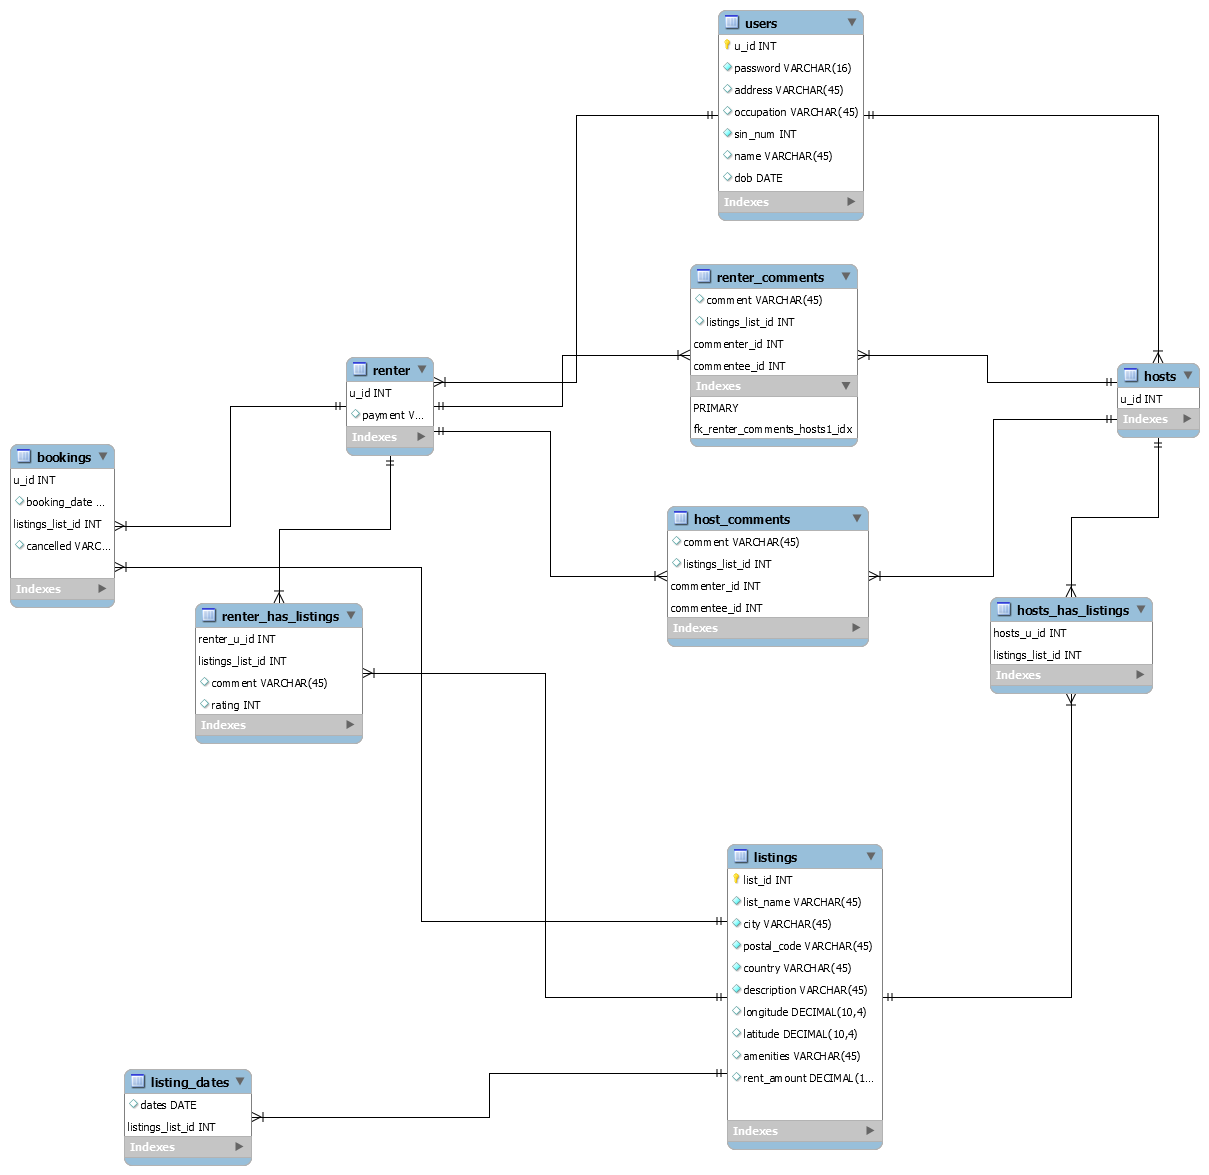 users
u_id INT
password VARCHAR(16)
address VARCHAR(45)
occupation VARCHAR(45)
sin_num INT
name VARCHAR(45)
dob DATE
Indexes
renter_comments
comment VARCHAR(45)
listings_list_id INT
commenter_id INT
commentee_id INT
Indexes
PRIMARY
fk_renter_comments_hosts1_idx
renter
u_id INT
payment V...
Indexes
hosts
u_id INT
Indexes
bookings
u_id INT
booking_date ...
listings_list_id INT
cancelled VARC...
Indexes
host_comments
comment VARCHAR(45)
listings_list_id INT
commenter_id INT
commentee_id INT
Indexes
renter_has_listings
renter_u_id INT
listings_list_id INT
comment VARCHAR(45)
rating INT
Indexes
hosts_has_listings
hosts_u_id INT
listings_list_id INT
Indexes
listings
list_id INT
list_name VARCHAR(45)
city VARCHAR(45)
postal_code VARCHAR(45)
country VARCHAR(45)
description VARCHAR(45)
longitude DECIMAL(10,4)
latitude DECIMAL(10,4)
amenities VARCHAR(45)
rent_amount DECIMAL(1...
Indexes
listing_dates
dates DATE
listings_list_id INT
Indexes